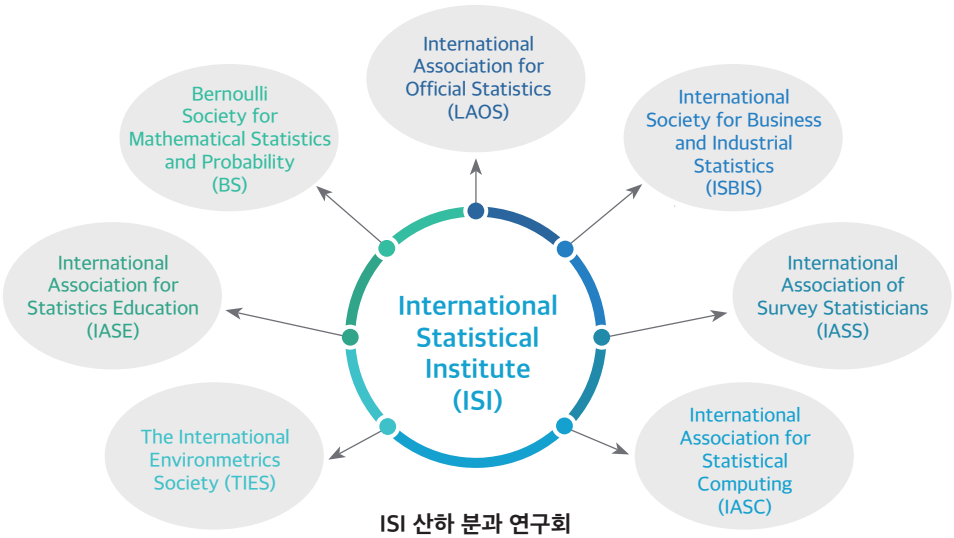 International
Association for
Official Statistics
(LAOS)
Bernoulli
Society for
Mathematical Statistics
and Probability
(BS)
International
Society for Business
and Industrial
Statistics
(ISBIS)
International
Association for
Statistics Education
(IASE)
International
Statistical
Institute
(ISI)
International
Association of
Survey Statisticians
(IASS)
The International
Environmetrics
Society (TIES)
International
Association for
Statistical
Computing
(IASC)
ISI 산하 분과 연구회